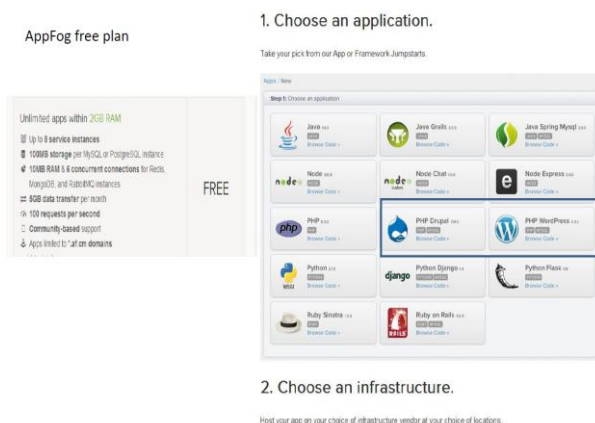 AppFog free plan
Unlimited apps within 2GB RAM
Up to 8 service instances
100MB storage per MySQL or PostgreSQL instance
10MB RAM & 6 concurrent connections for Redis,
MongoDB, and RabbitMQ instances
5GB data transfer per month
100 requests per second
Community-based support
Apps limited to *.af.cm domains
FREE
1. Choose an application.
Take your pick from our App or Framework Jumpstarts.
Apps / New
Step 1: Choose an application
Java
Browse Code »
Java Grails
Browse Code »
Java Spring Mysql
Browse Code »
node
Node
Browse Code »
node
Node Chat
Browse Code »
e
Node Express
Browse Code »
php
PHP
Browse Code »
PHP Drupal
Browse Code »
PHP WordPress
Browse Code »
WSGI
Python
Browse Code »
django
Python Django
Browse Code »
Python Flask
Browse Code »
Ruby Sinatra
Browse Code »
RAILS
Ruby on Rails
Browse Code »
2. Choose an infrastructure.
Host your app on your choice of infrastructure vendor at your choice of locations.